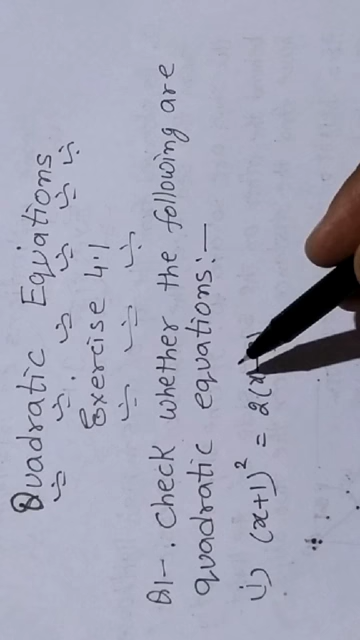 Quadratic Equations
Exercise 4.1
Q1-. Check whether the following are
quadratic equations:-
i) (x+1)² = 2(x